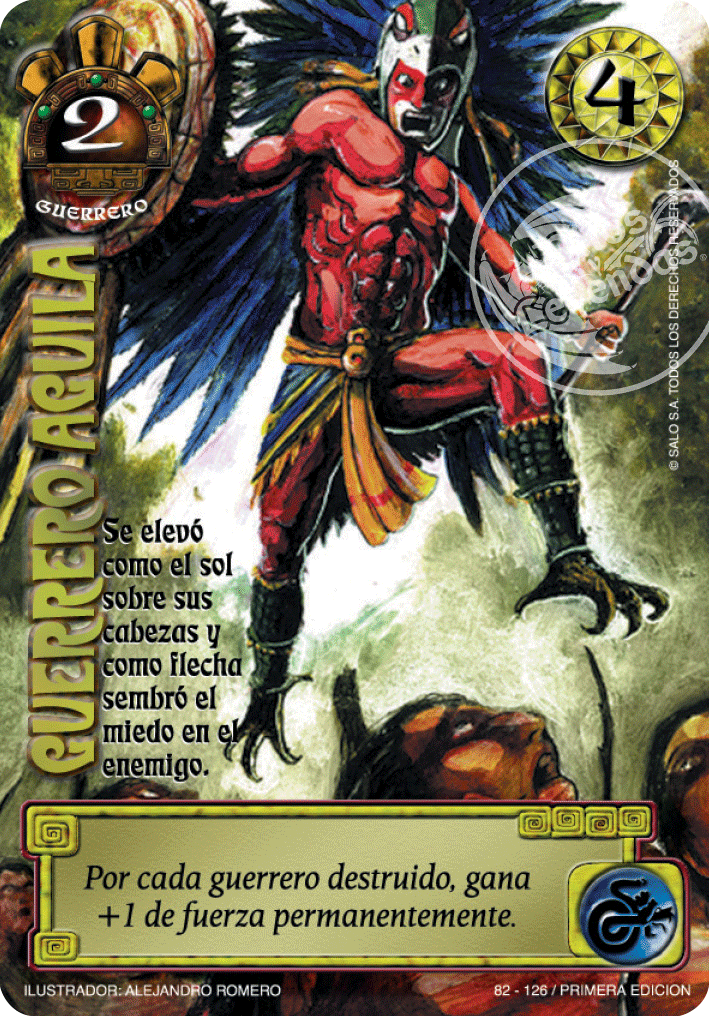 2
4
GUERRERO
GUERRERO AGUILA
Se elevó
como el sol
sobre sus
cabezas y
como flecha
sembró el
miedo en el
enemigo.
© SALO S.A. TODOS LOS DERECHOS RESERVADOS
Mitos
y
Leyendas
Por cada guerrero destruido, gana
+1 de fuerza permanentemente.
ILUSTRADOR: ALEJANDRO ROMERO
82 - 126 / PRIMERA EDICION